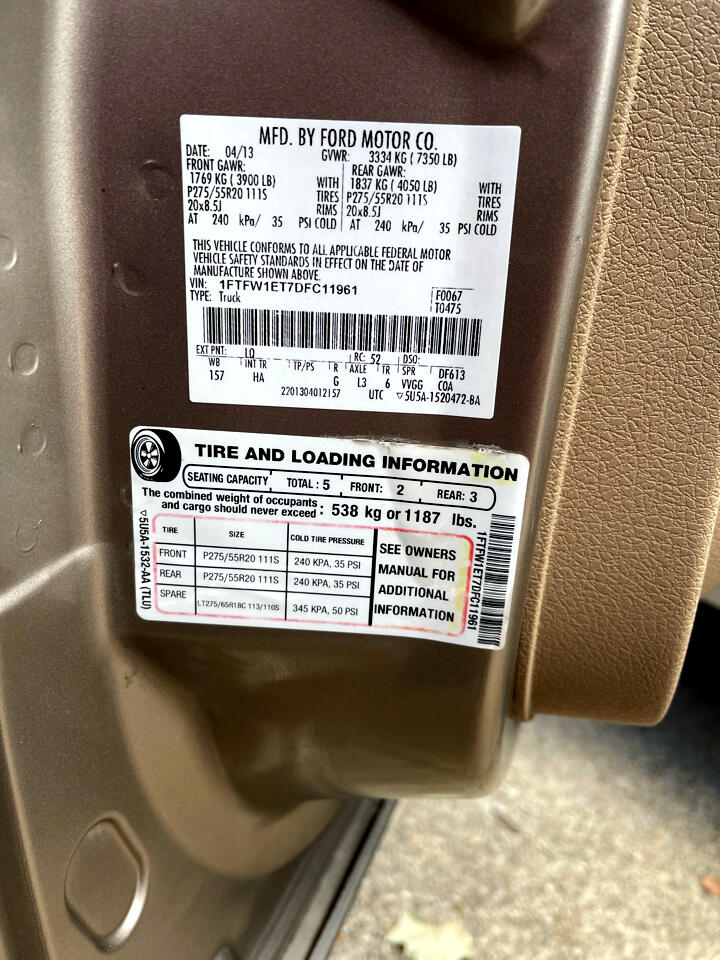 MFD. BY FORD MOTOR CO.
DATE: 04/13 GVWR: 3334 KG ( 7350 LB)
FRONT GAWR: REAR GAWR:
1769 KG ( 3900 LB) WITH 1837 KG ( 4050 LB) WITH
P275/55R20 111S TIRES P275/55R20 111S TIRES
20x8.5J RIMS 20x8.5J RIMS
AT 240 kPa/ 35 PSI COLD AT 240 kPa/ 35 PSI COLD
THIS VEHICLE CONFORMS TO ALL APPLICABLE FEDERAL MOTOR
VEHICLE SAFETY STANDARDS IN EFFECT ON THE DATE OF
MANUFACTURE SHOWN ABOVE.
VIN: 1FTFW1ET7DFC11961
TYPE: Truck
F0067
T0475
EXT PNT: LQ RC: 52 DSO:
WB INT TR TP/PS R AXLE TR SPR DF613
157 HA G L3 6 VVGG COA
2201304012157 UTC ▽5U5A-1520472-BA
TIRE AND LOADING INFORMATION
SEATING CAPACITY TOTAL : 5 FRONT: 2 REAR: 3
The combined weight of occupants
and cargo should never exceed : 538 kg or 1187 lbs.
TIRE SIZE COLD TIRE PRESSURE
FRONT P275/55R20 111S 240 KPA, 35 PSI
REAR P275/55R20 111S 240 KPA, 35 PSI
SPARE LT275/65R18C 113/110S 345 KPA, 50 PSI
SEE OWNERS
MANUAL FOR
ADDITIONAL
INFORMATION
▽5U5A-1532-AA (TLU)
1FTFW1ET7DFC11961